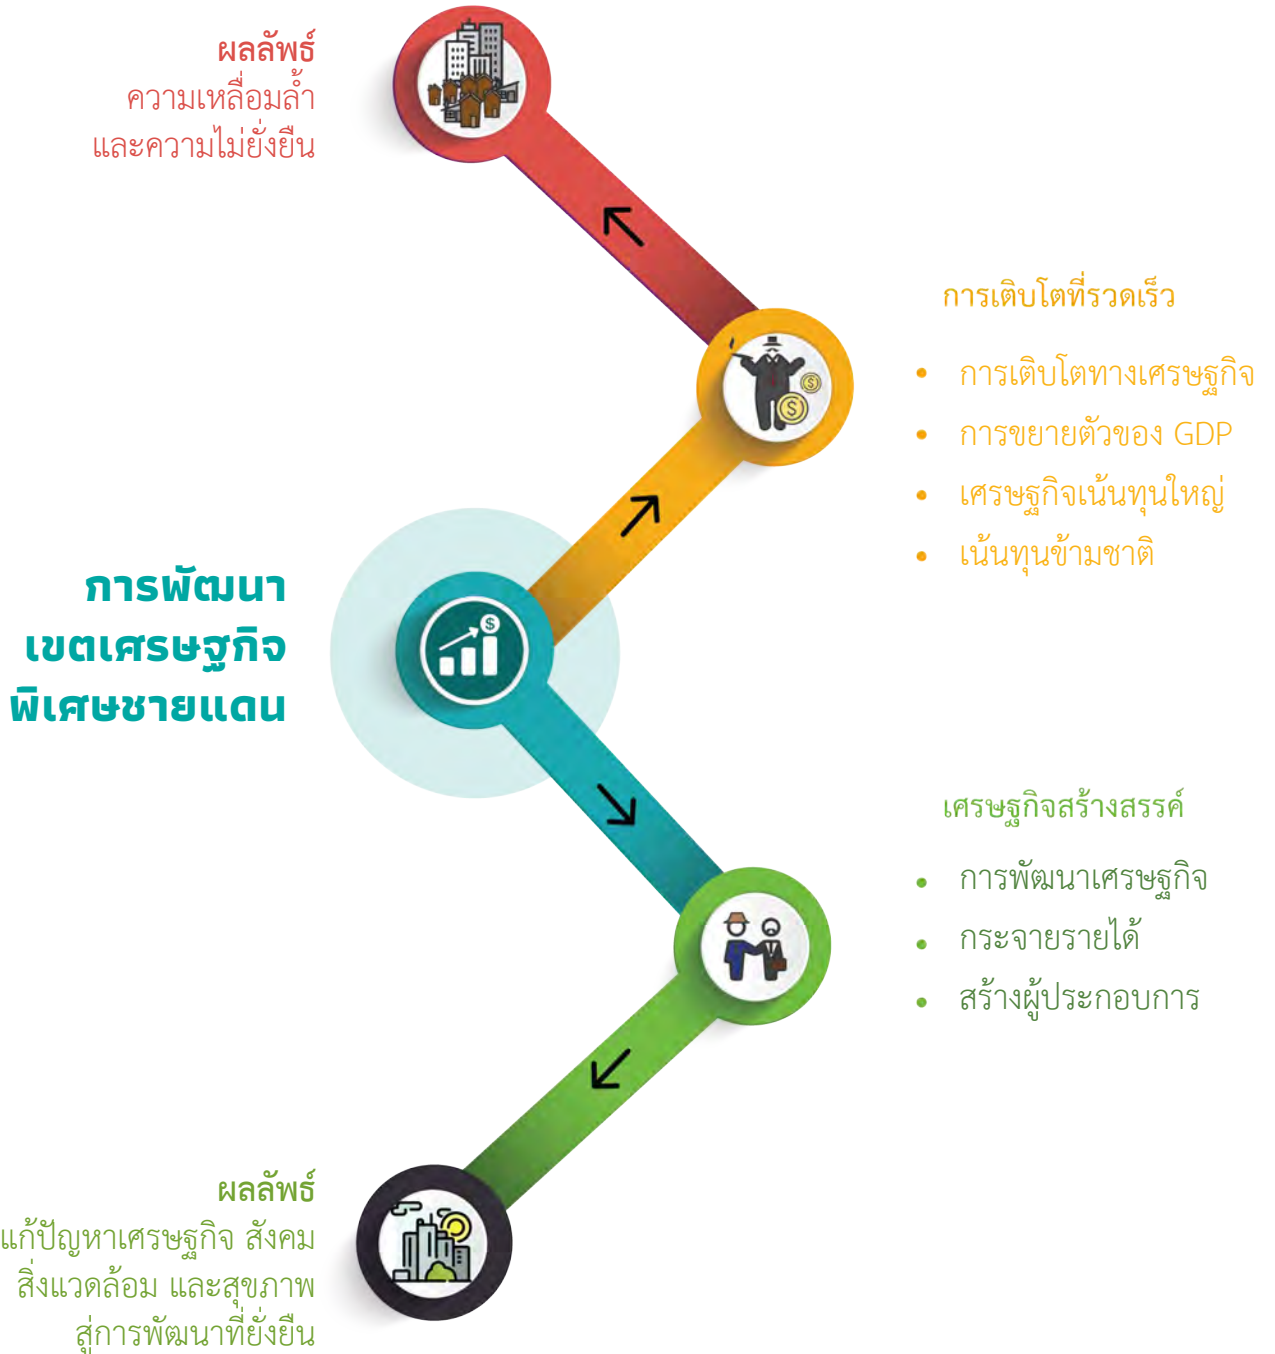 ผลลัพธ์
ความเหลื่อมล้ำ
และความไม่ยั่งยืน
การเติบโตที่รวดเร็ว
• การเติบโตทางเศรษฐกิจ
• การขยายตัวของ GDP
• เศรษฐกิจเน้นทุนใหญ่
• เน้นทุนข้ามชาติ
การพัฒนา
เขตเศรษฐกิจ
พิเศษชายแดน
เศรษฐกิจสร้างสรรค์
• การพัฒนาเศรษฐกิจ
• กระจายรายได้
• สร้างผู้ประกอบการ
ผลลัพธ์
แก้ปัญหาเศรษฐกิจ สังคม
สิ่งแวดล้อม และสุขภาพ
สู่การพัฒนาที่ยั่งยืน